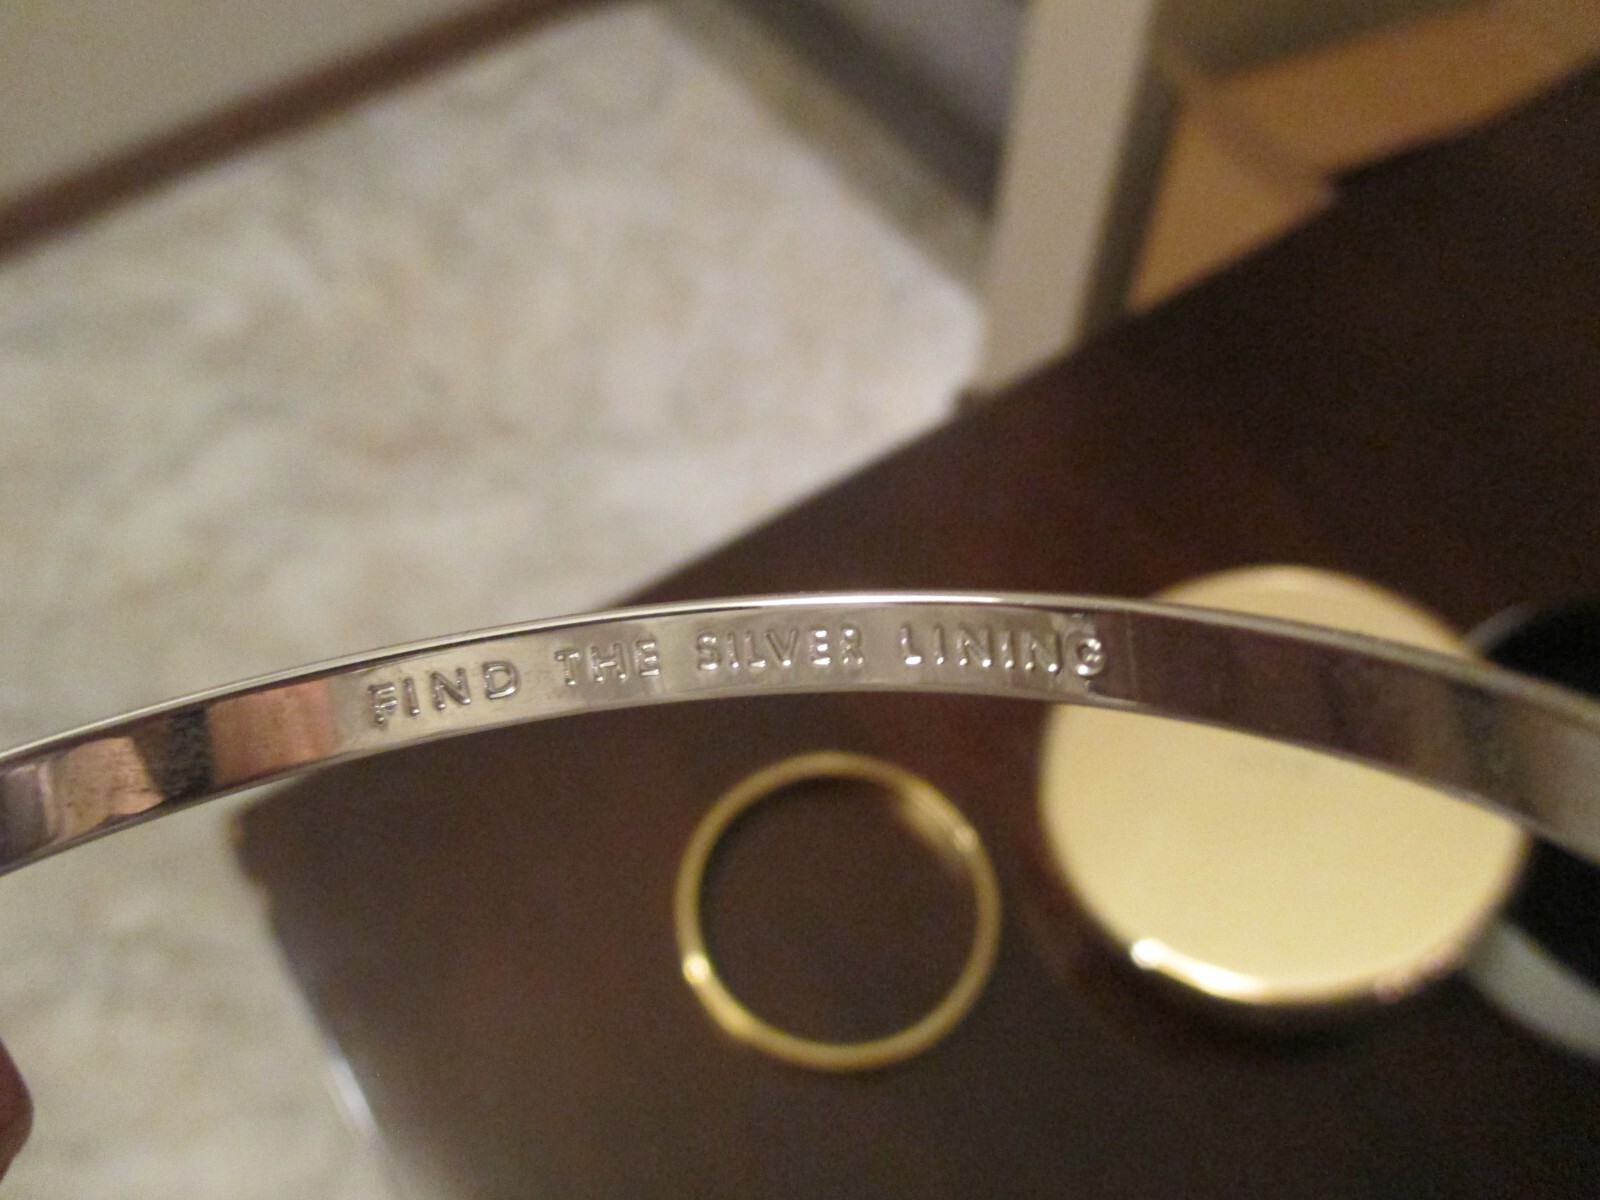 FIND THE SILVER LINING